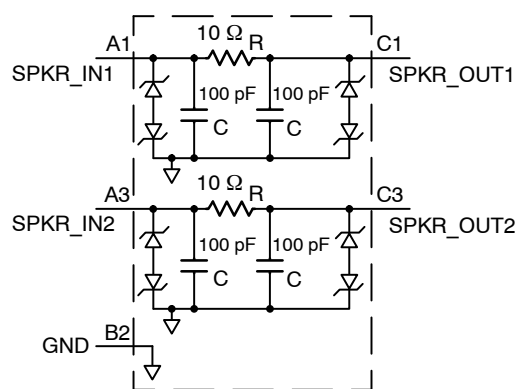 A1
10 Ω
R
C1
SPKR_IN1
SPKR_OUT1
100 pF
100 pF
C
C
A3
10 Ω
R
C3
SPKR_IN2
SPKR_OUT2
100 pF
100 pF
C
C
B2
GND